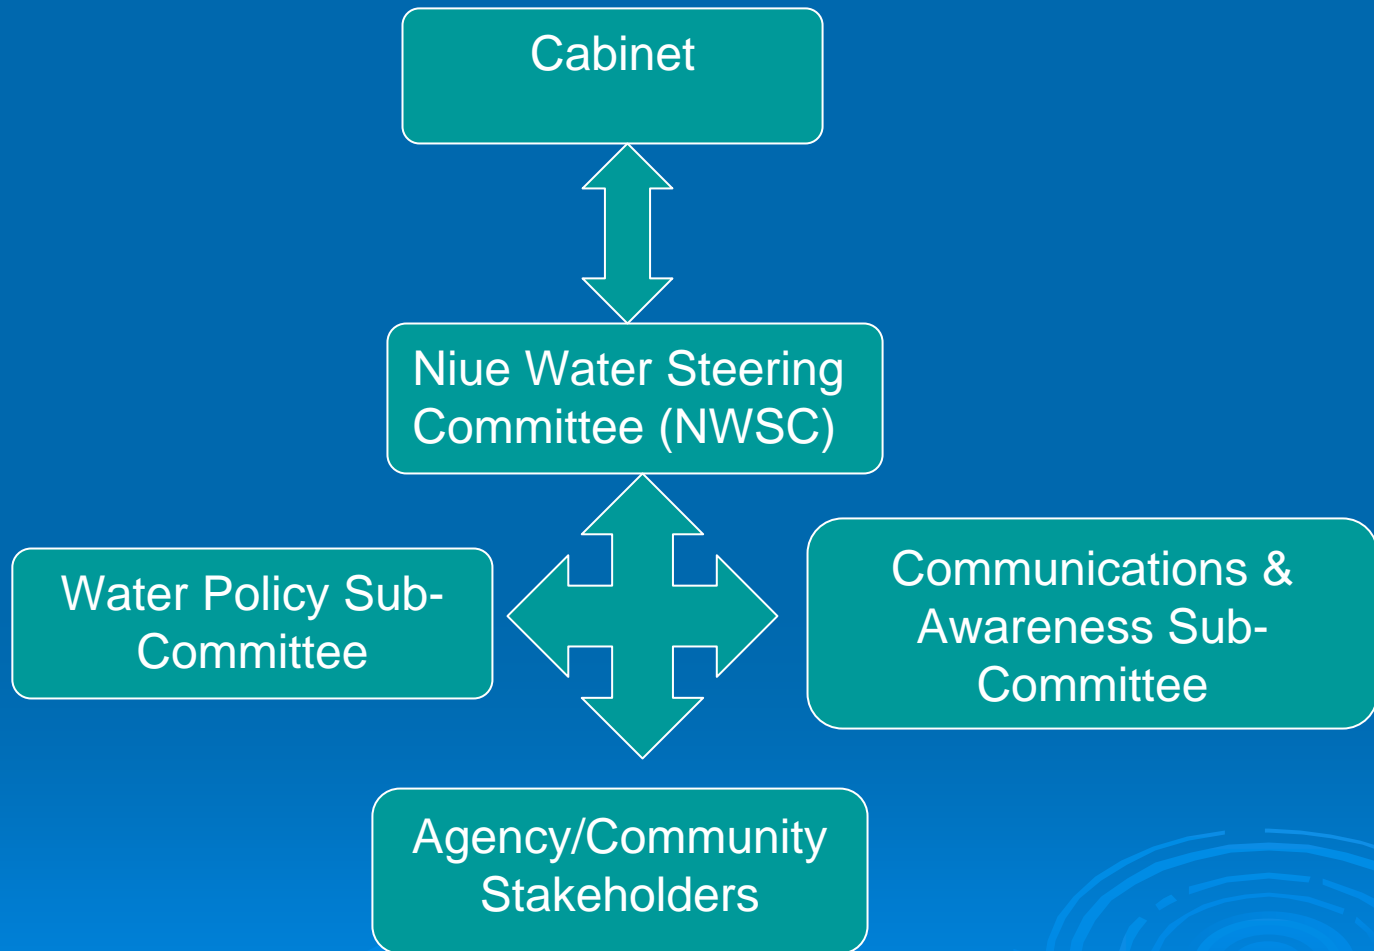 Cabinet
Niue Water Steering
Committee (NWSC)
Water Policy Sub-
Committee
Communications &
Awareness Sub-
Committee
Agency/Community
Stakeholders